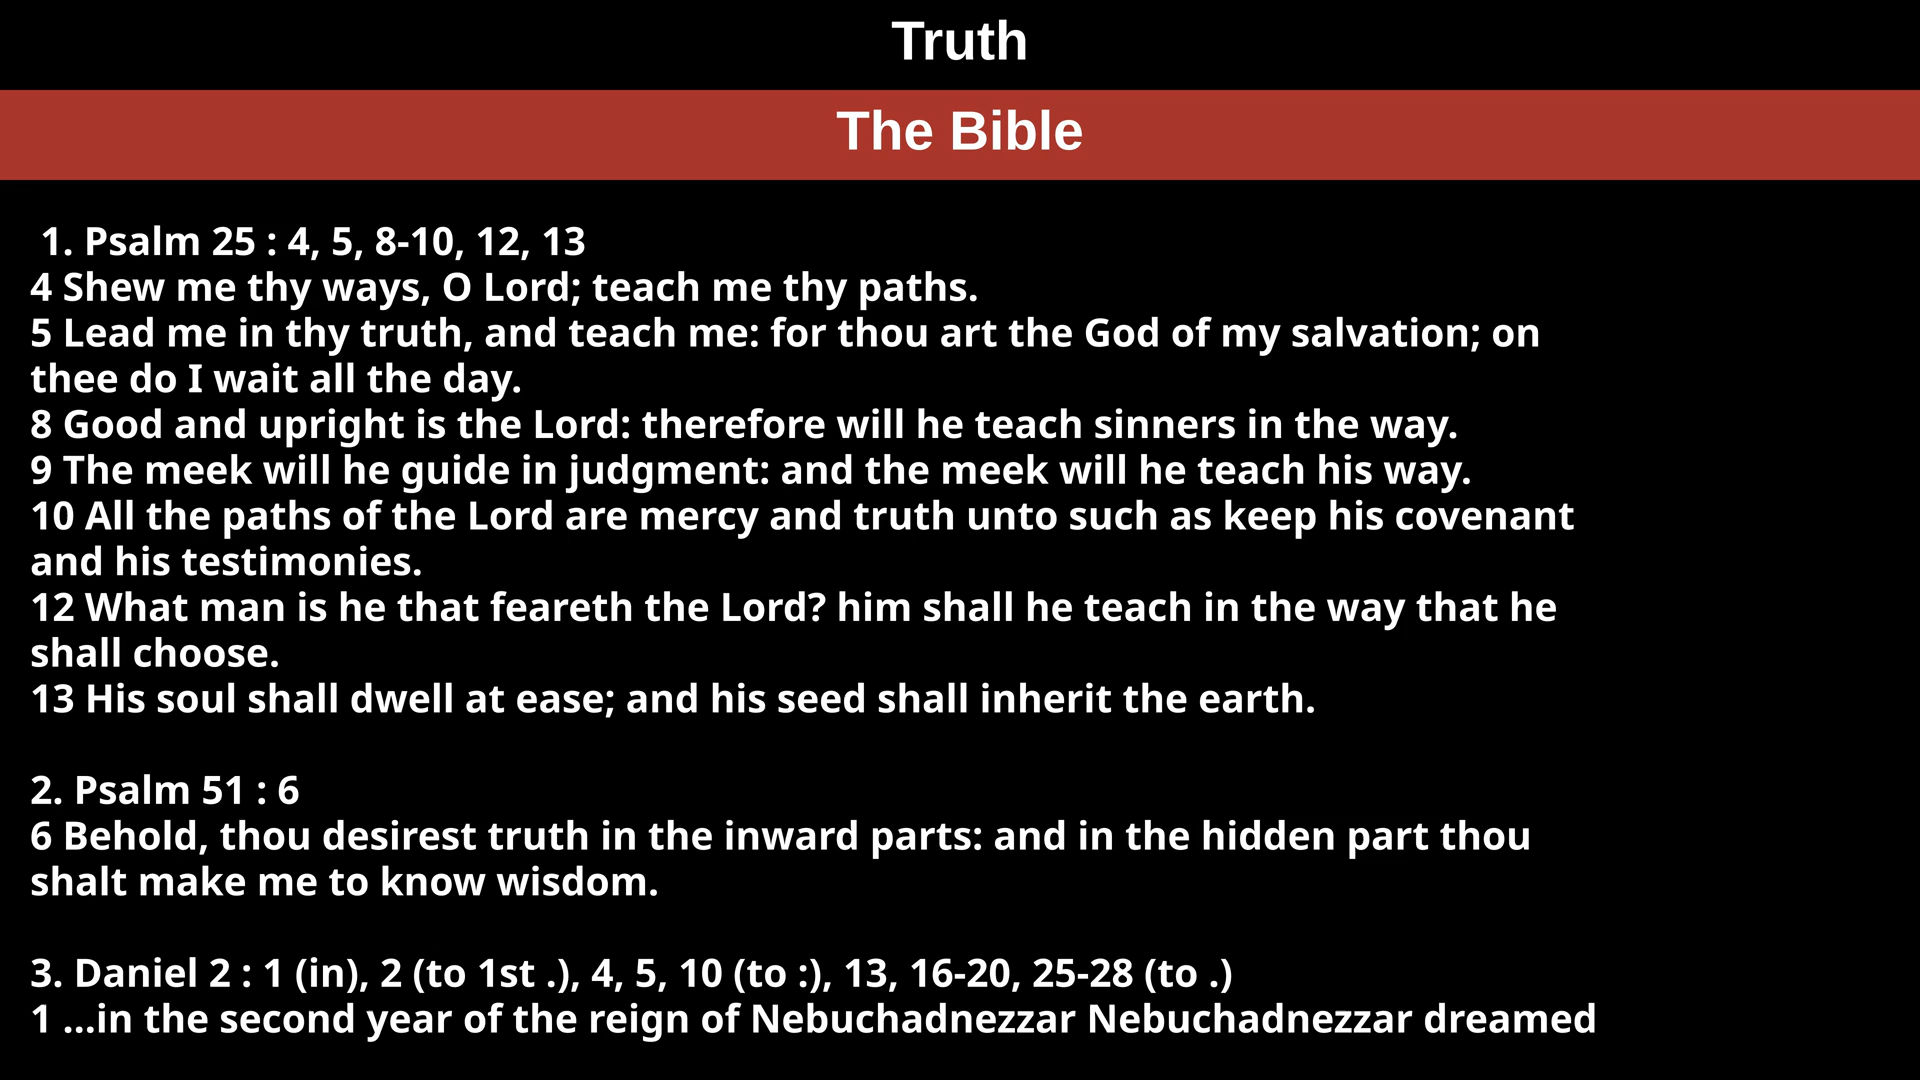 Truth
The Bible
1. Psalm 25 : 4, 5, 8-10, 12, 13
4 Shew me thy ways, O Lord; teach me thy paths.
5 Lead me in thy truth, and teach me: for thou art the God of my salvation; on
thee do I wait all the day.
8 Good and upright is the Lord: therefore will he teach sinners in the way.
9 The meek will he guide in judgment: and the meek will he teach his way.
10 All the paths of the Lord are mercy and truth unto such as keep his covenant
and his testimonies.
12 What man is he that feareth the Lord? him shall he teach in the way that he
shall choose.
13 His soul shall dwell at ease; and his seed shall inherit the earth.
2. Psalm 51 : 6
6 Behold, thou desirest truth in the inward parts: and in the hidden part thou
shalt make me to know wisdom.
3. Daniel 2 : 1 (in), 2 (to 1st .), 4, 5, 10 (to :), 13, 16-20, 25-28 (to .)
1 ...in the second year of the reign of Nebuchadnezzar Nebuchadnezzar dreamed